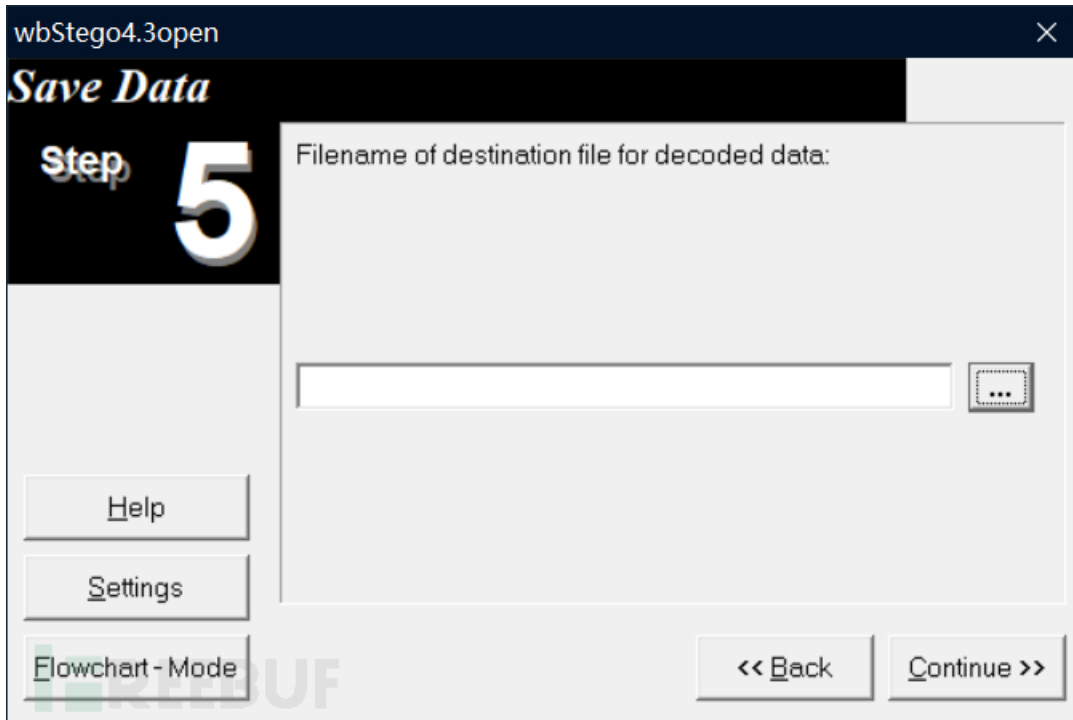 wbStego4.3open
Save Data
Step 5
Filename of destination file for decoded data:
...
Help
Settings
Flowchart - Mode
<< Back
Continue >>
REEBUF